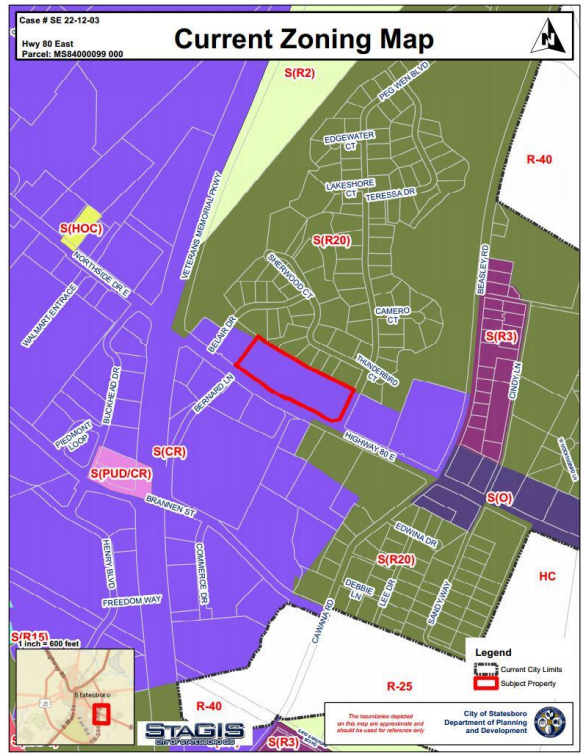 Case # SE 22-12-03
Hwy 80 East
Parcel: MS84000099 000
Current Zoning Map
N
S(R2)
PEG WEN BLVD
EDGEWATER
CT
R-40
LAKESHORE
CT
TERESSA DR
VETERANS MEMORIAL PKWY
S(HOC)
S(R20)
BEASLEY RD
NORTHSIDE DR E
SHERWOOD CT
WALMART ENTRACE
CAMERO
CT
BELAIR DR
S(R3)
THUNDERBIRD
CT
CINDY LN
BUCKHEAD DR
BERNARD LN
PIEDMONT
LOOP
S(CR)
HIGHWAY 80 E
S(PUD/CR)
S(O)
BRANNEN ST
EDWINA DR
S(R20)
HENRY BLVD
COMMERCE DR
DEBBIE
LN
LEE DR
SANDY WAY
HC
FREEDOM WAY
CAWANA RD
S(R15)
1 inch = 600 feet
Statesboro
Legend
Current City Limits
Subject Property
R-25
R-40
STAGIS
CITY OF STATESBORO GIS
S(R3)
The boundaries depicted
on this map are approximate and
should be used for reference only
City of Statesboro
Department of Planning
and Development